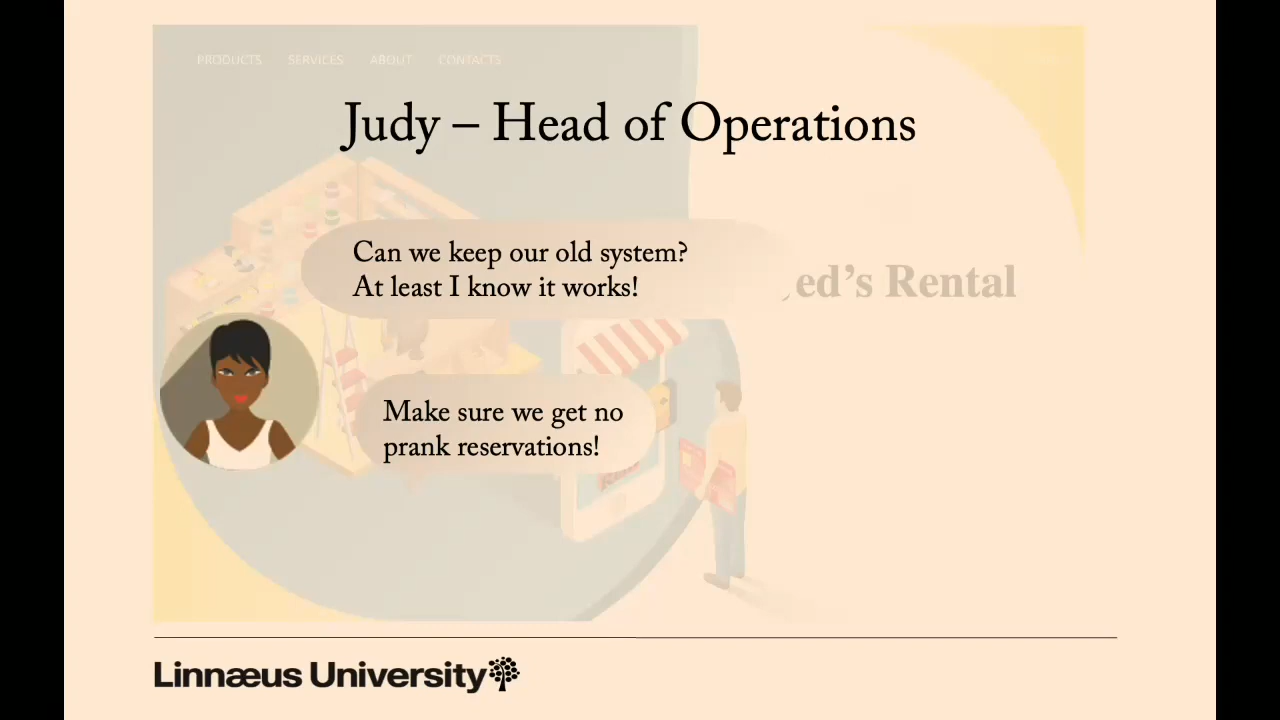 PRODUCTS SERVICES ABOUT CONTACTS
Judy – Head of Operations
Can we keep our old system?
At least I know it works!
ed’s Rental
Make sure we get no
prank reservations!
Linnæus University